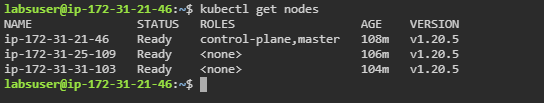 labsuser@ip-172-31-21-46:~$ kubectl get nodes
NAME STATUS ROLES AGE VERSION
ip-172-31-21-46 Ready control-plane,master 108m v1.20.5
ip-172-31-25-109 Ready <none> 106m v1.20.5
ip-172-31-31-103 Ready <none> 104m v1.20.5
labsuser@ip-172-31-21-46:~$